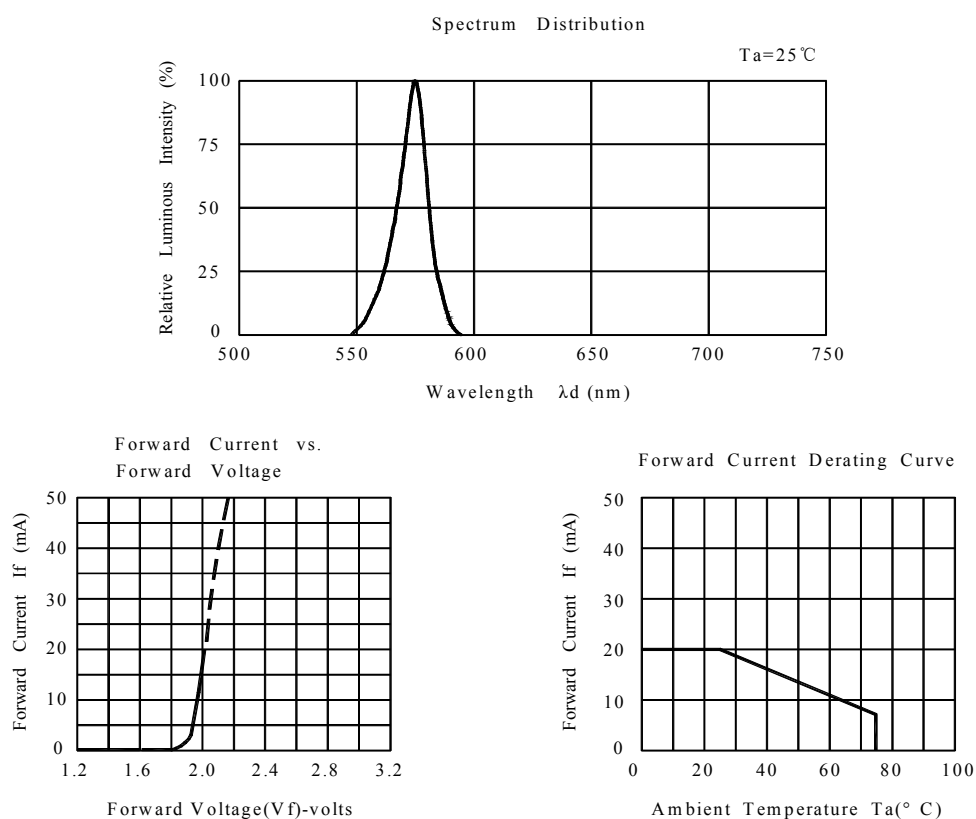 Spectrum Distribution
Ta=25℃
Relative Luminous Intensity (%)
100
75
50
25
0
500 550 600 650 700 750
Wavelength λd (nm)
Forward Current vs.
Forward Voltage
Forward Current If (mA)
50
40
30
20
10
0
1.2 1.6 2.0 2.4 2.8 3.2
Forward Voltage(Vf)-volts
Forward Current Derating Curve
Forward Current If (mA)
50
40
30
20
10
0
0 20 40 60 80 100
Ambient Temperature Ta(° C)